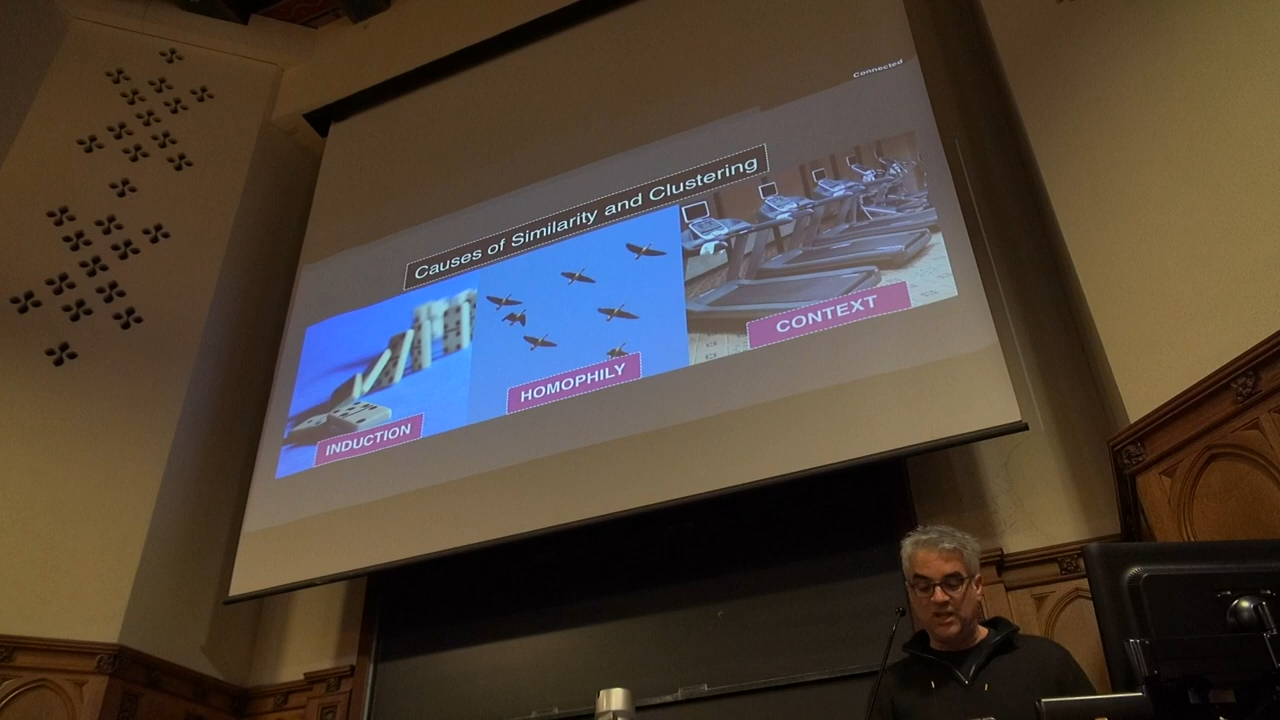 Connected
Causes of Similarity and Clustering
INDUCTION
HOMOPHILY
CONTEXT